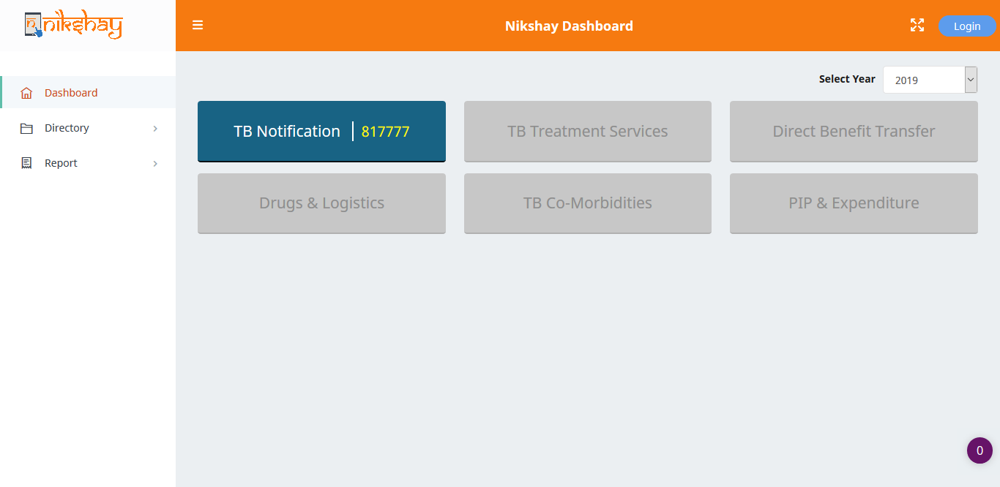 nikshay
Nikshay Dashboard
Login
Dashboard
Directory
Report
Select Year 2019
TB Notification 817777
TB Treatment Services
Direct Benefit Transfer
Drugs & Logistics
TB Co-Morbidities
PIP & Expenditure
0